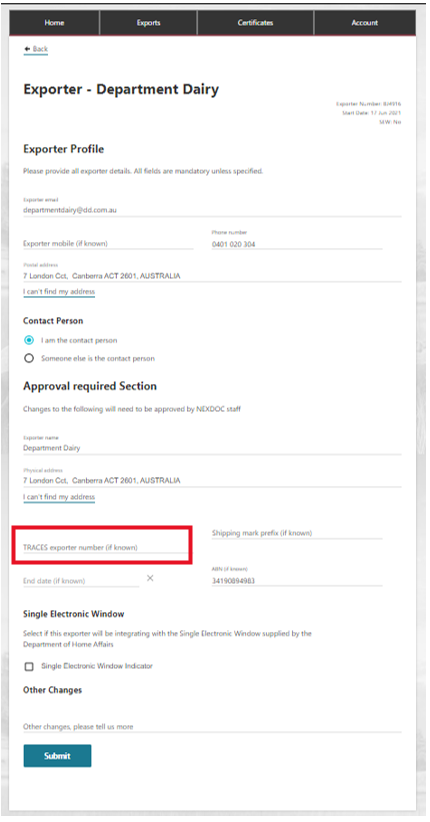 Home Exports Certificates Account
← Back
Exporter - Department Dairy
Exporter Number: 824916
Start Date: 17 Jun 2021
SEW: No
Exporter Profile
Please provide all exporter details. All fields are mandatory unless specified.
Exporter email
departmentdairy@dd.com.au
Phone number
Exporter mobile (if known) 0401 020 304
Postal address
7 London Cct, Canberra ACT 2601, AUSTRALIA
I can't find my address
Contact Person
I am the contact person
Someone else is the contact person
Approval required Section
Changes to the following will need to be approved by NEXDOC staff
Exporter name
Department Dairy
Physical address
7 London Cct, Canberra ACT 2601, AUSTRALIA
I can't find my address
Shipping mark prefix (if known)
TRACES exporter number (if known)
ABN (if known)
End date (if known) × 34190894983
Single Electronic Window
Select if this exporter will be integrating with the Single Electronic Window supplied by the
Department of Home Affairs
Single Electronic Window Indicator
Other Changes
Other changes, please tell us more
Submit